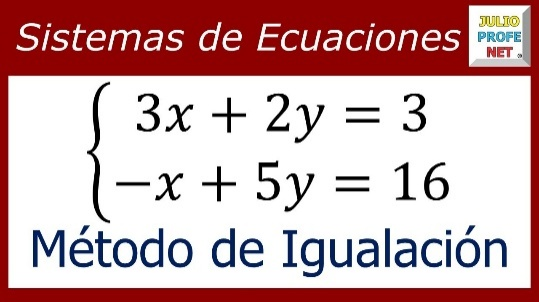 Sistemas de Ecuaciones
JULIO
PROFE
NET
3x + 2y = 3
−x + 5y = 16
Método de Igualación